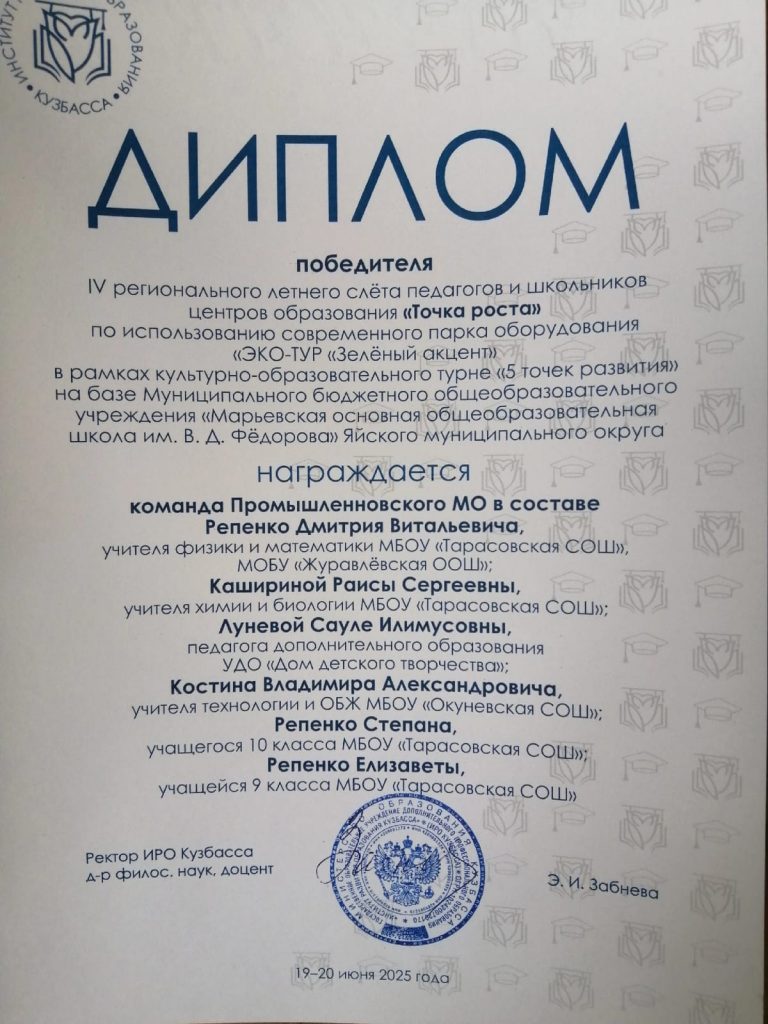 ИНСТИТУТ
ОБРАЗОВАНИЯ
• КУЗБАССА •
ДИПЛОМ
победителя
IV регионального летнего слёта педагогов и школьников
центров образования «Точка роста»
по использованию современного парка оборудования
«ЭКО-ТУР «Зелёный акцент»
в рамках культурно-образовательного турне «5 точек развития»
на базе Муниципального бюджетного общеобразовательного
учреждения «Марьевская основная общеобразовательная
школа им. В. Д. Фёдорова» Яйского муниципального округа
награждается
команда Промышленновского МО в составе
Репенко Дмитрия Витальевича,
учителя физики и математики МБОУ «Тарасовская СОШ»,
МОБУ «Журавлёвская ООШ»;
Кашириной Раисы Сергеевны,
учителя химии и биологии МБОУ «Тарасовская СОШ»;
Луневой Сауле Илимусовны,
педагога дополнительного образования
УДО «Дом детского творчества»;
Костина Владимира Александровича,
учителя технологии и ОБЖ МБОУ «Окуневская СОШ»;
Репенко Степана,
учащегося 10 класса МБОУ «Тарасовская СОШ»;
Репенко Елизаветы,
учащейся 9 класса МБОУ «Тарасовская СОШ»
МИНИСТЕРСТВО ОБРАЗОВАНИЯ КУЗБАССА
Ректор ИРО Кузбасса
д-р филос. наук, доцент
Э. И. Забнева
19–20 июня 2025 года